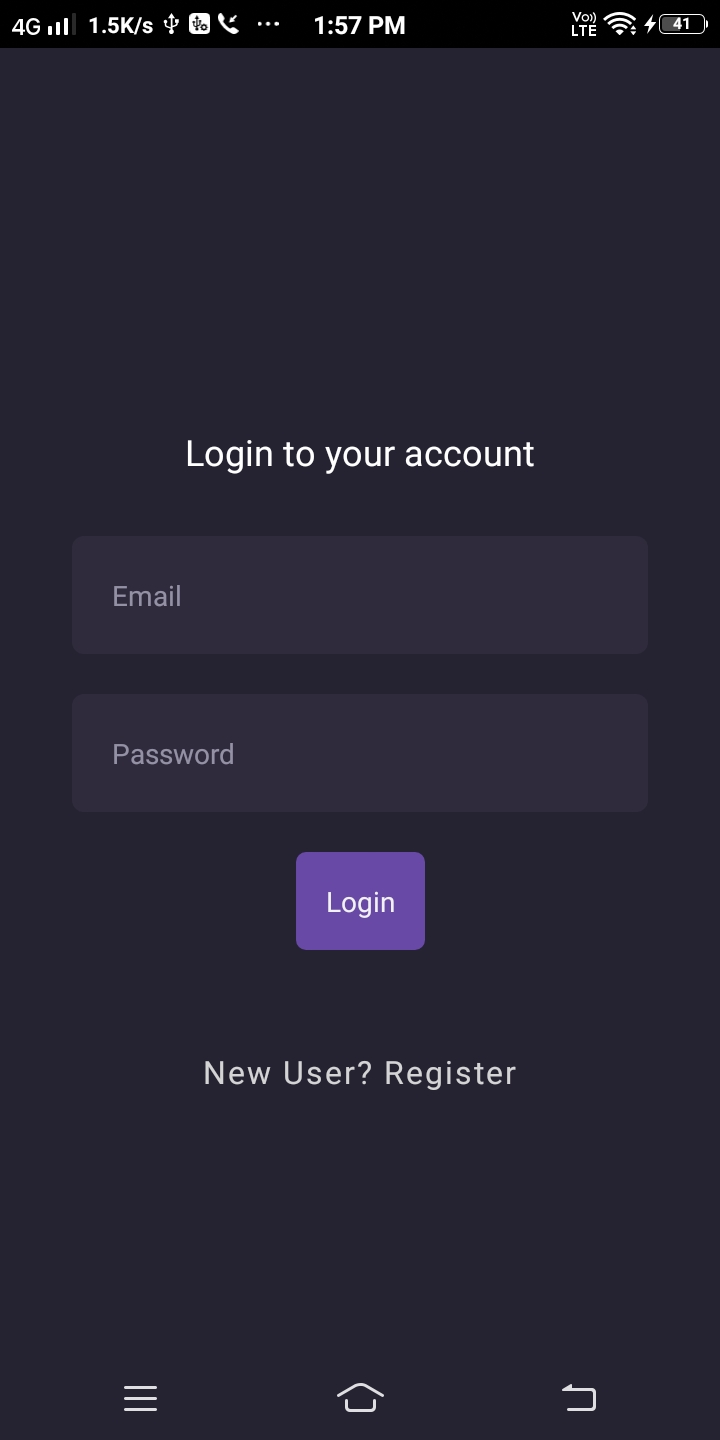 4G 1.5K/s ... 1:57 PM Vo)) LTE 41
Login to your account
Email
Password
Login
New User? Register